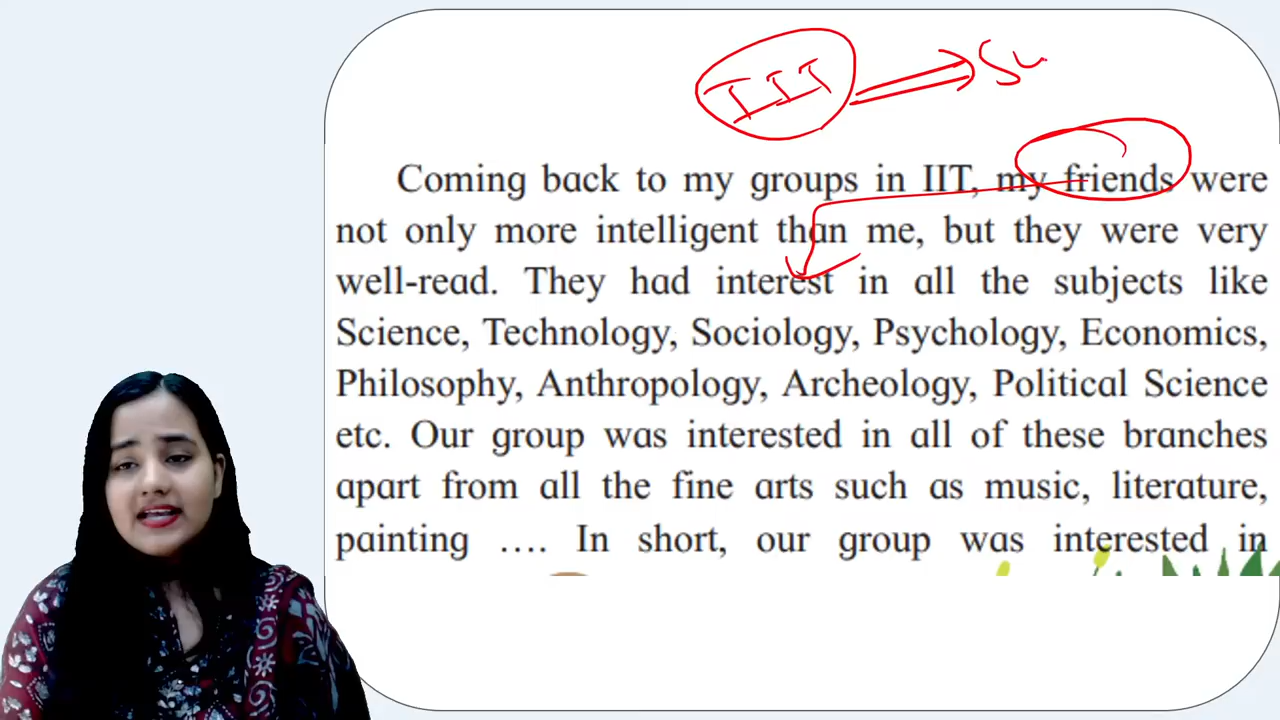 IIT
Coming back to my groups in IIT, my friends were
not only more intelligent than me, but they were very
well-read. They had interest in all the subjects like
Science, Technology, Sociology, Psychology, Economics,
Philosophy, Anthropology, Archeology, Political Science
etc. Our group was interested in all of these branches
apart from all the fine arts such as music, literature,
painting …. In short, our group was interested in